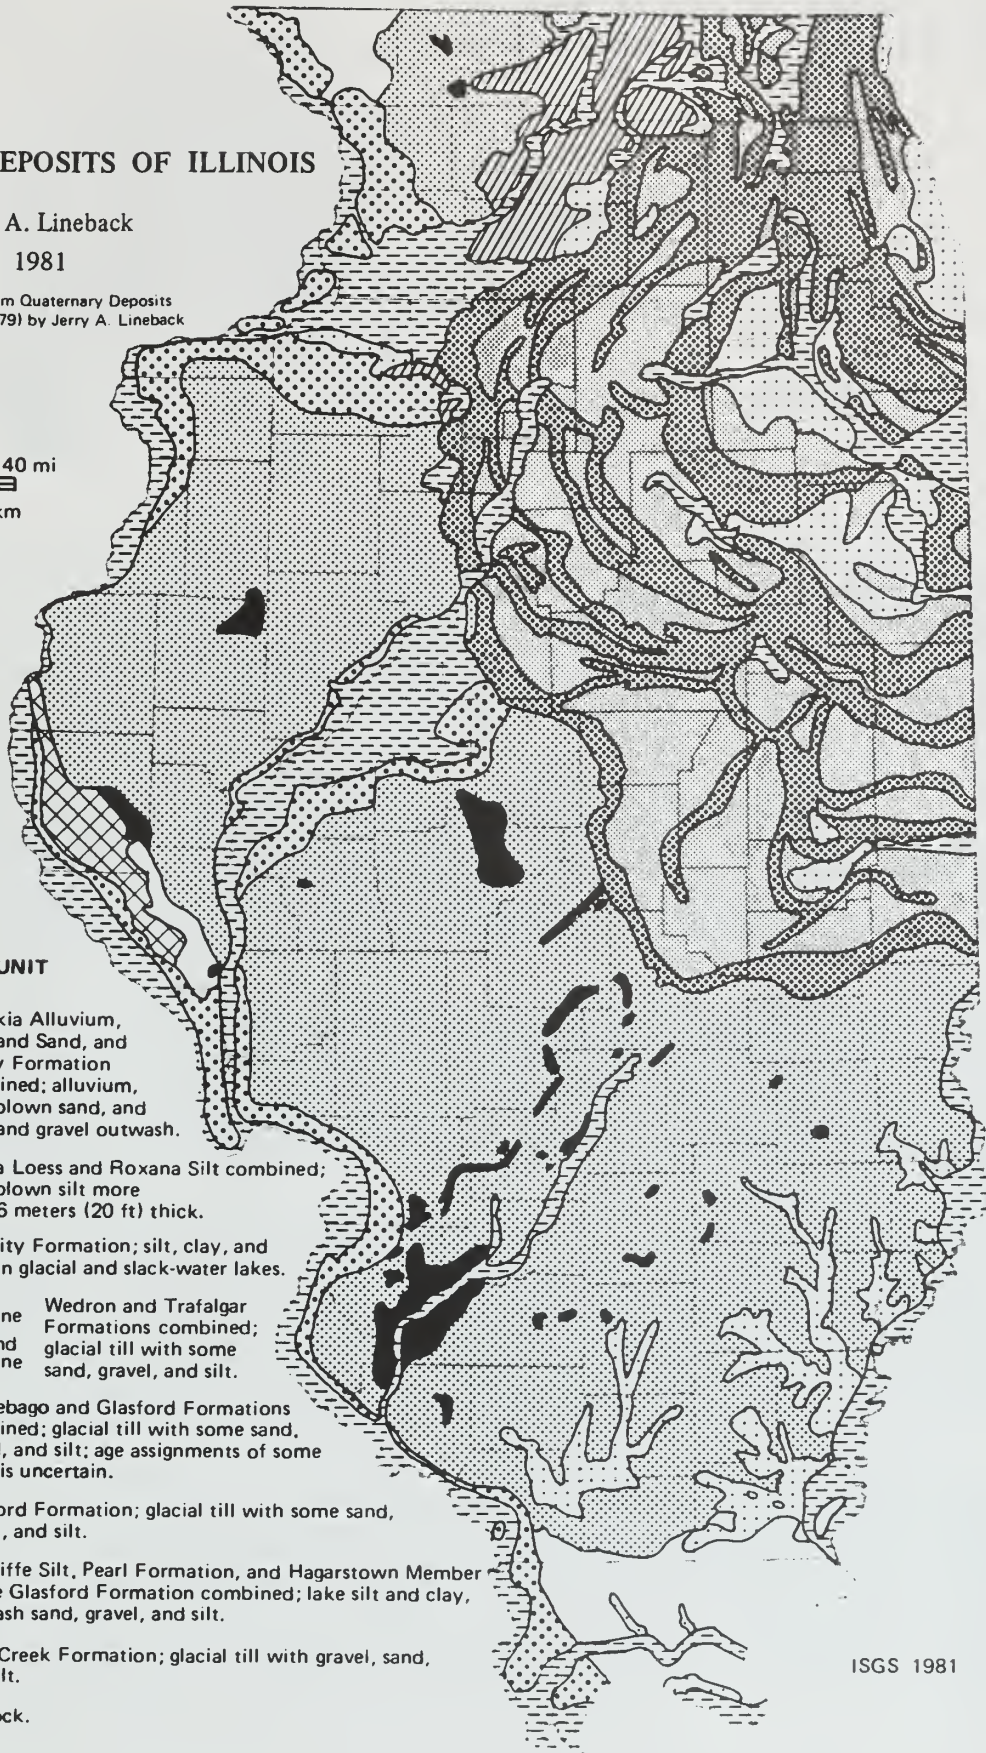 EPOSITS OF ILLINOIS
A. Lineback
1981
m Quaternary Deposits
79) by Jerry A. Lineback
40 mi
km
UNIT
kia Alluvium,
and Sand, and
y Formation
ined; alluvium,
blown sand, and
and gravel outwash.
a Loess and Roxana Silt combined;
blown silt more
6 meters (20 ft) thick.
ity Formation; silt, clay, and
in glacial and slack-water lakes.
ne Wedron and Trafalgar
Formations combined;
nd glacial till with some
ne sand, gravel, and silt.
ebago and Glasford Formations
ined; glacial till with some sand,
l, and silt; age assignments of some
is uncertain.
ord Formation; glacial till with some sand,
, and silt.
iffe Silt, Pearl Formation, and Hagarstown Member
e Glasford Formation combined; lake silt and clay,
ash sand, gravel, and silt.
Creek Formation; glacial till with gravel, sand,
lt.
ock.
ISGS 1981